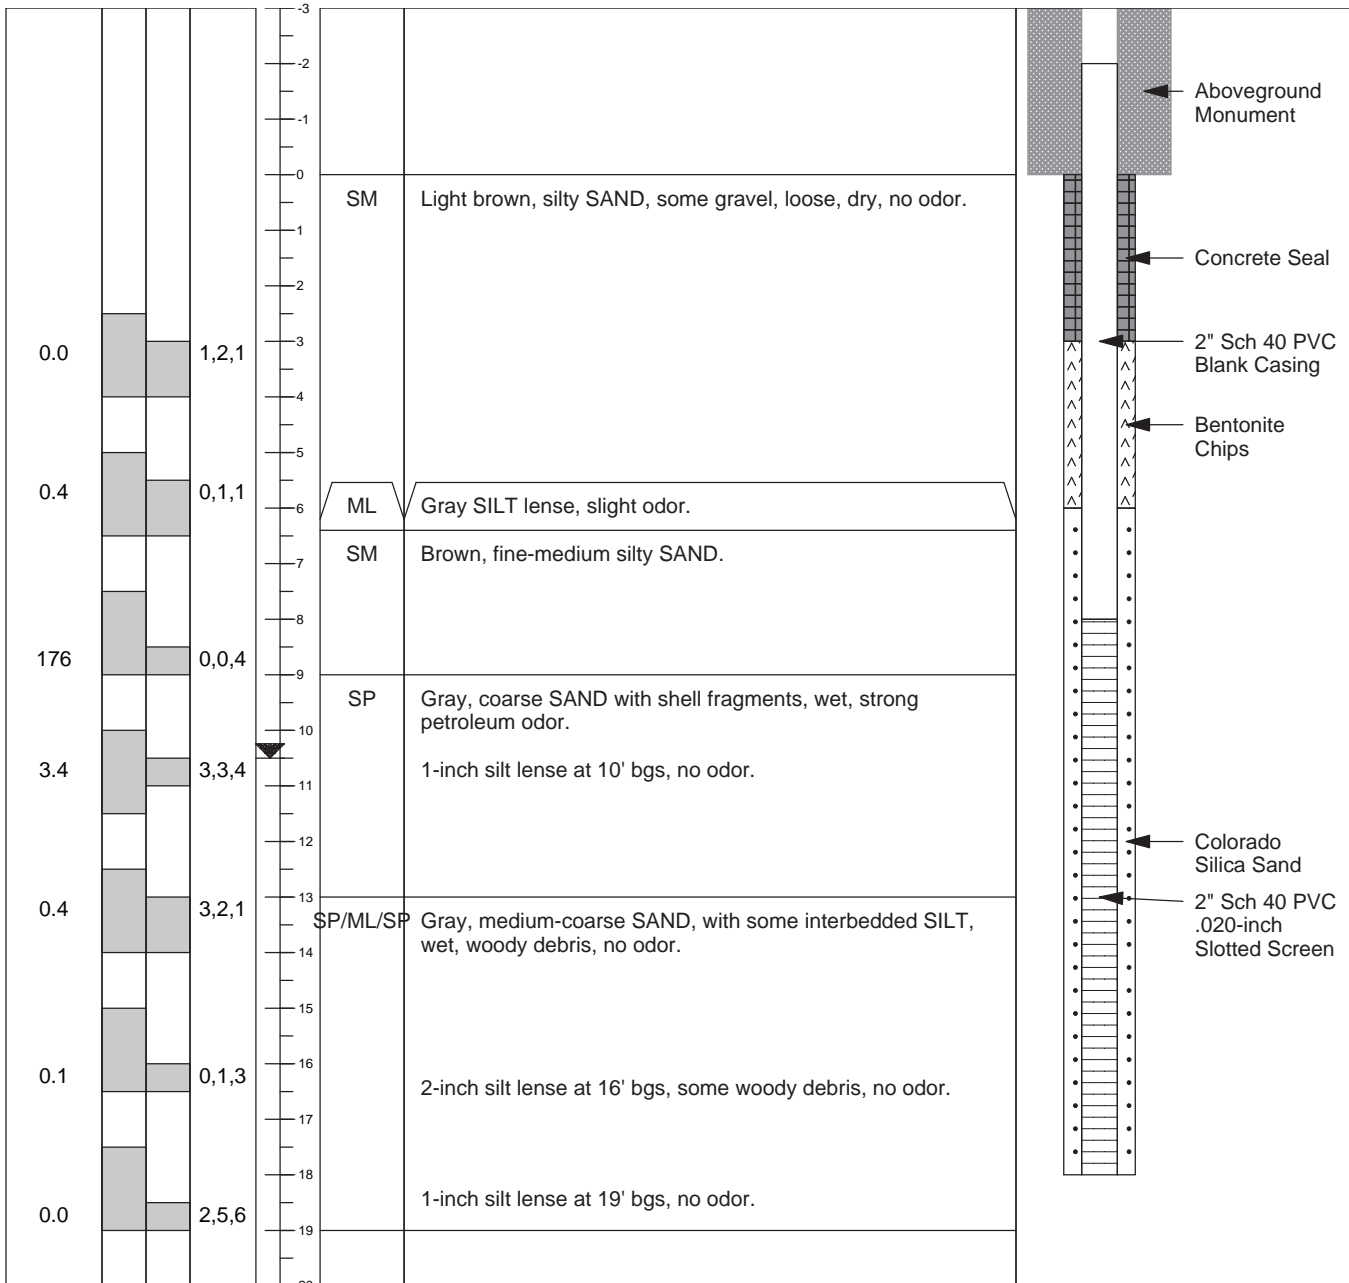 -3
-2
Aboveground
Monument
-1
0
SM Light brown, silty SAND, some gravel, loose, dry, no odor.
1
Concrete Seal
2
0.0 1,2,1 3 2" Sch 40 PVC
Blank Casing
4
Bentonite
Chips
5
0.4 0,1,1
6 ML Gray SILT lense, slight odor.
SM Brown, fine-medium silty SAND.
7
8
176 0,0,4
9
SP Gray, coarse SAND with shell fragments, wet, strong
petroleum odor.
10
3.4 3,3,4 1-inch silt lense at 10' bgs, no odor.
11
12 Colorado
Silica Sand
13
0.4 3,2,1 2" Sch 40 PVC
.020-inch
Slotted Screen
SP/ML/SP Gray, medium-coarse SAND, with some interbedded SILT,
wet, woody debris, no odor.
14
15
16
0.1 0,1,3
2-inch silt lense at 16' bgs, some woody debris, no odor.
17
18
1-inch silt lense at 19' bgs, no odor.
0.0 2,5,6
19
20